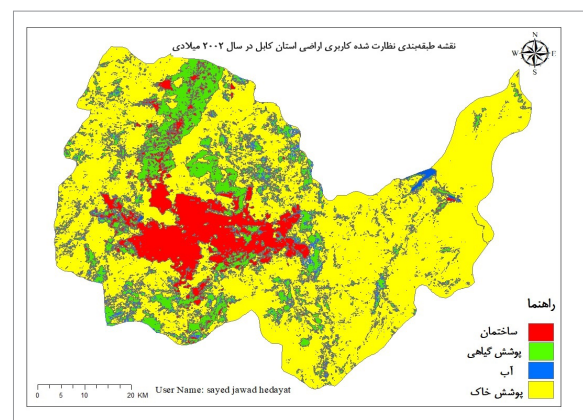 نقشه طبقه‌بندی نظارت شده کاربری اراضی استان کابل در سال ۲۰۰۲ میلادی
N
W E
S
راهنما
ساختمان
پوشش گیاهی
آب
پوشش خاک
0 5 10 20 KM
User Name: sayed jawad hedayat